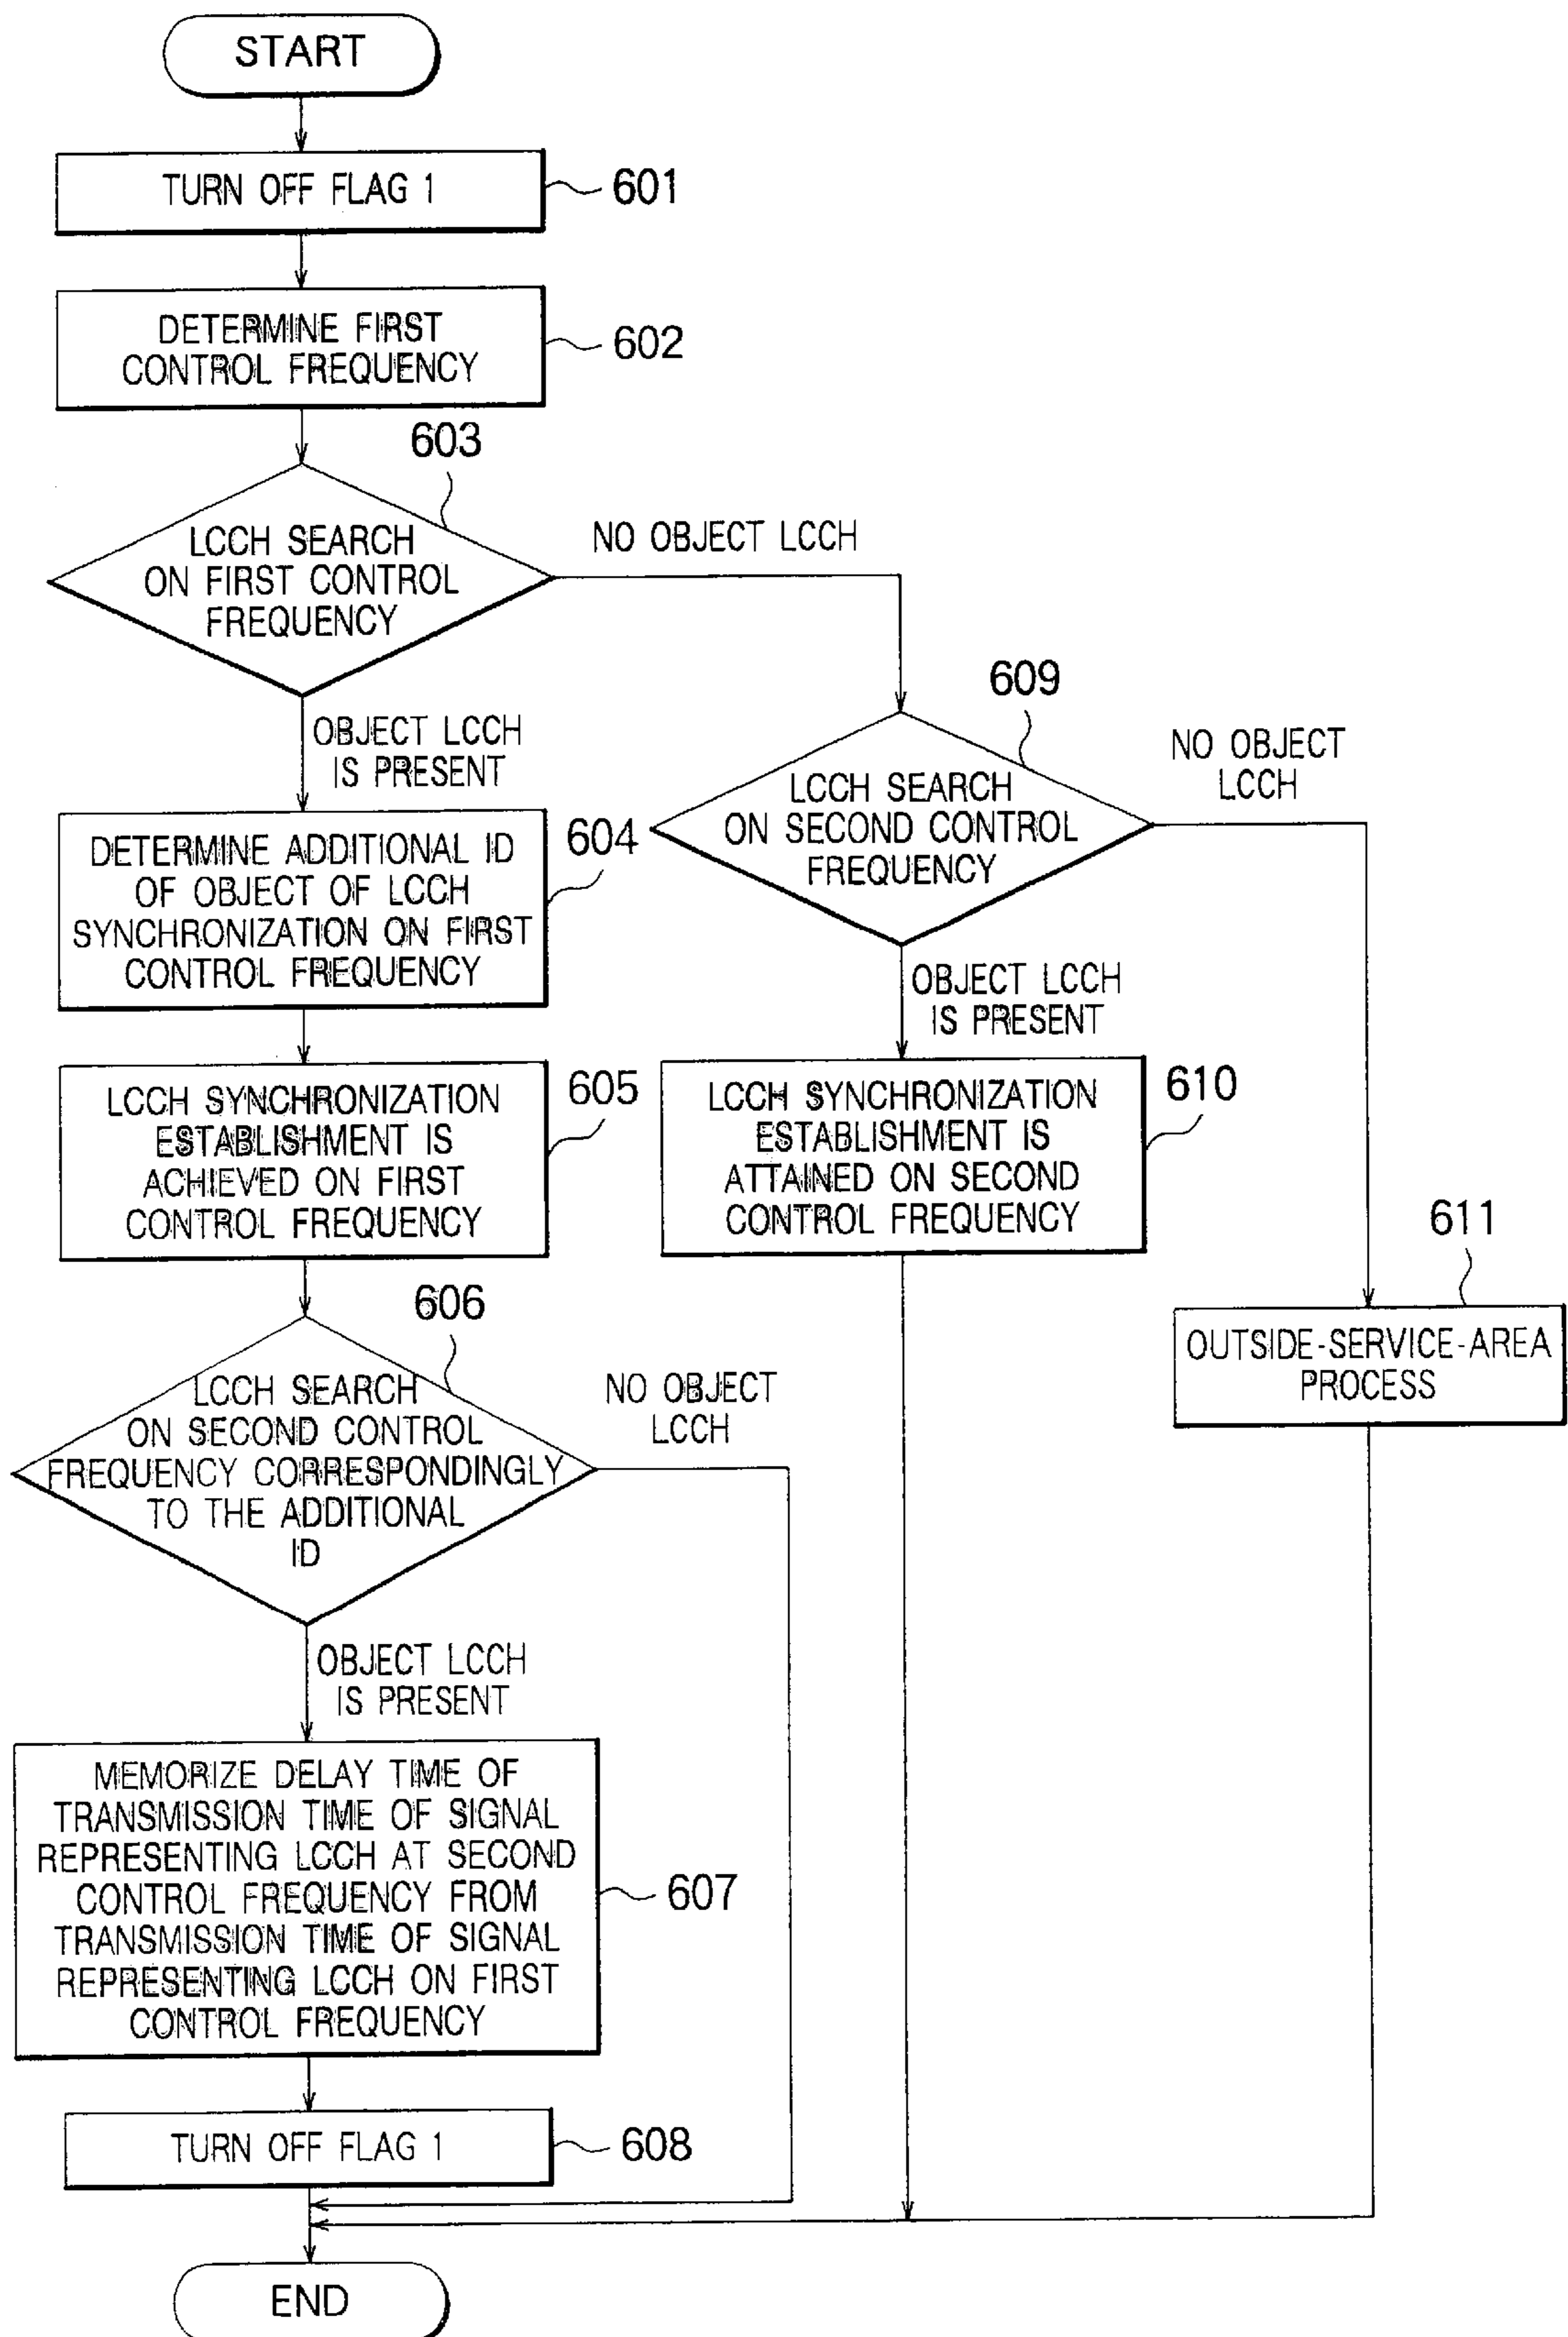 START
TURN OFF FLAG 1
601
DETERMINE FIRST
CONTROL FREQUENCY
602
603
LCCH SEARCH
ON FIRST CONTROL
FREQUENCY
NO OBJECT LCCH
OBJECT LCCH
IS PRESENT
609
LCCH SEARCH
ON SECOND CONTROL
FREQUENCY
NO OBJECT
LCCH
DETERMINE ADDITIONAL ID
OF OBJECT OF LCCH
SYNCHRONIZATION ON FIRST
CONTROL FREQUENCY
604
OBJECT LCCH
IS PRESENT
LCCH SYNCHRONIZATION
ESTABLISHMENT IS
ACHIEVED ON FIRST
CONTROL FREQUENCY
605
LCCH SYNCHRONIZATION
ESTABLISHMENT IS
ATTAINED ON SECOND
CONTROL FREQUENCY
610
611
OUTSIDE-SERVICE-AREA
PROCESS
606
LCCH SEARCH
ON SECOND CONTROL
FREQUENCY CORRESPONDINGLY
TO THE ADDITIONAL
ID
NO OBJECT
LCCH
OBJECT LCCH
IS PRESENT
MEMORIZE DELAY TIME OF
TRANSMISSION TIME OF SIGNAL
REPRESENTING LCCH AT SECOND
CONTROL FREQUENCY FROM
TRANSMISSION TIME OF SIGNAL
REPRESENTING LCCH ON FIRST
CONTROL FREQUENCY
607
TURN OFF FLAG 1
608
END